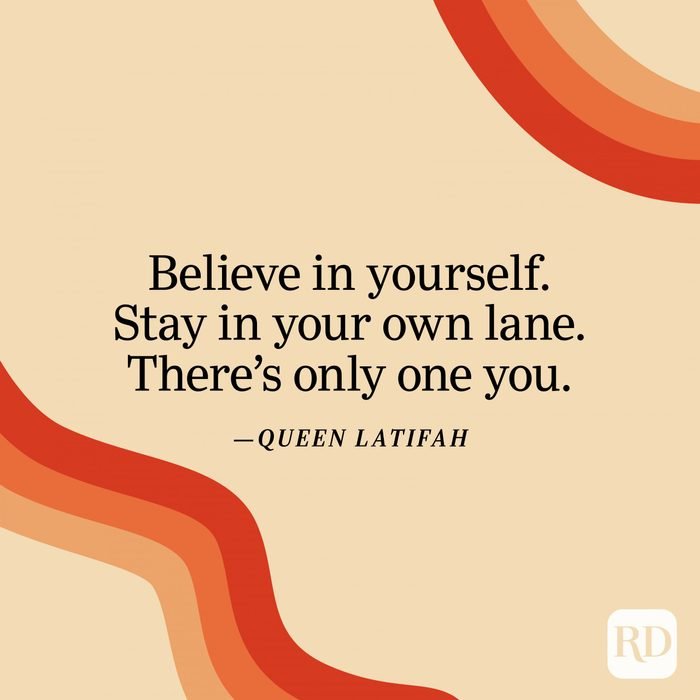 Believe in yourself.
Stay in your own lane.
There’s only one you.
—QUEEN LATIFAH
RD